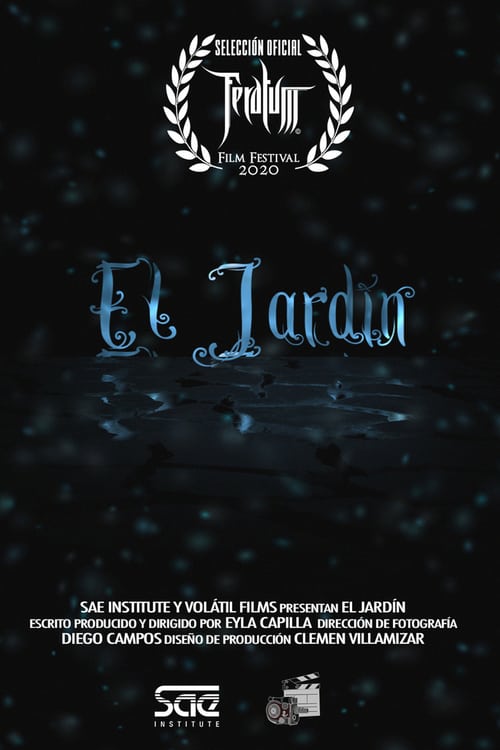 SELECCIÓN OFICIAL
Feratum
FILM FESTIVAL
2020
El Jardín
SAE INSTITUTE Y VOLÁTIL FILMS PRESENTAN EL JARDÍN
ESCRITO PRODUCIDO Y DIRIGIDO POR EYLA CAPILLA DIRECCIÓN DE FOTOGRAFÍA
DIEGO CAMPOS DISEÑO DE PRODUCCIÓN CLEMEN VILLAMIZAR
sae
INSTITUTE